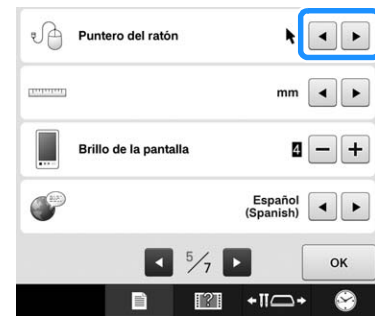 Puntero del ratón
mm
Brillo de la pantalla
4
Español
(Spanish)
5/7
OK